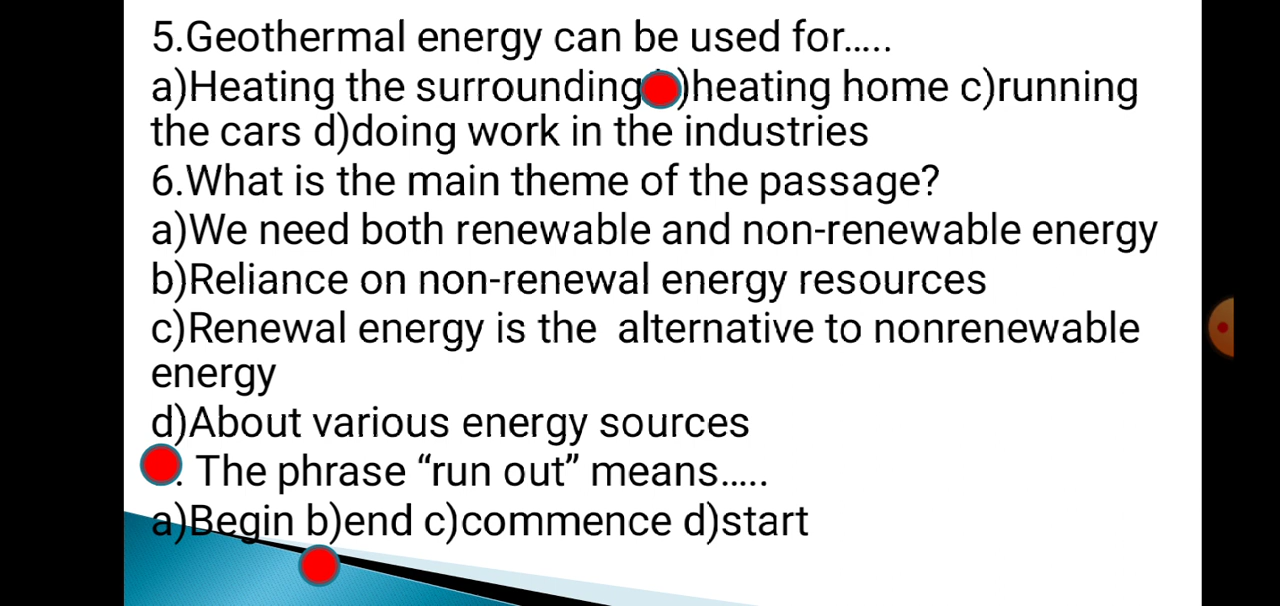 5.Geothermal energy can be used for.....
a)Heating the surrounding )heating home c)running
the cars d)doing work in the industries
6.What is the main theme of the passage?
a)We need both renewable and non-renewable energy
b)Reliance on non-renewal energy resources
c)Renewal energy is the alternative to nonrenewable
energy
d)About various energy sources
. The phrase “run out” means.....
a)Begin b)end c)commence d)start